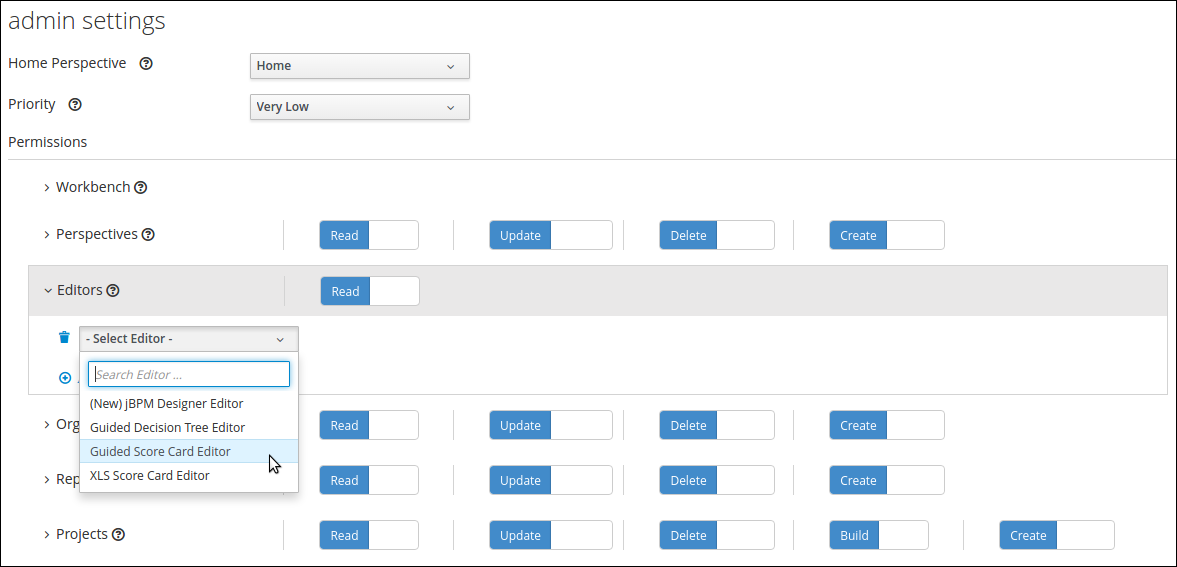 admin settings
Home Perspective ? Home
Priority ? Very Low
Permissions
Workbench ?
Perspectives ? Read Update Delete Create
Editors ? Read
- Select Editor -
Search Editor ...
(New) jBPM Designer Editor
Guided Decision Tree Editor
Guided Score Card Editor
XLS Score Card Editor
Org Read Update Delete Create
Rep Read Update Delete Create
Projects ? Read Update Delete Build Create